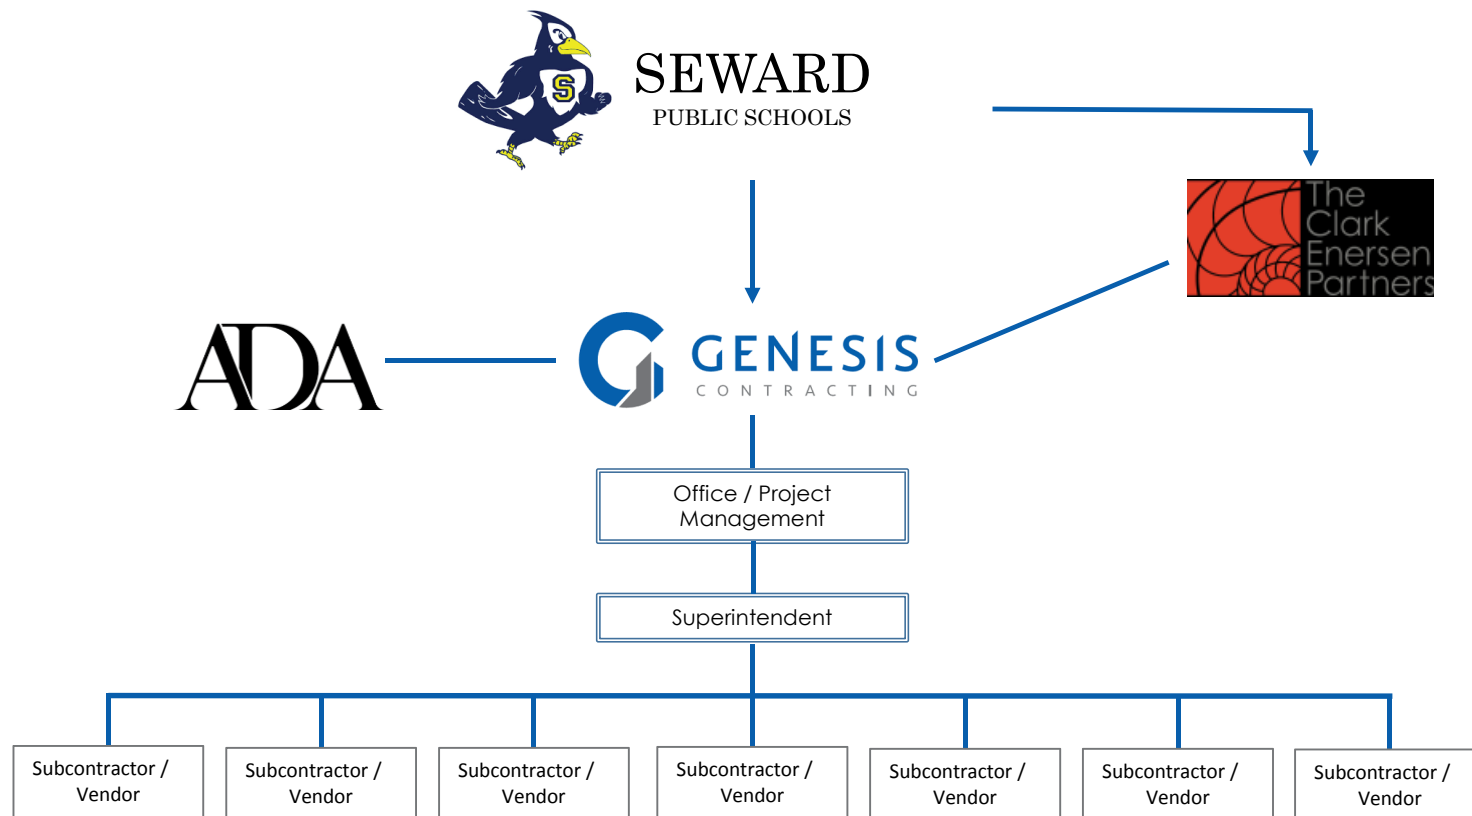 S
SEWARD
PUBLIC SCHOOLS
The
Clark
Enersen
Partners
ADA
GENESIS
CONTRACTING
Office / Project
Management
Superintendent
Subcontractor /
Vendor
Subcontractor /
Vendor
Subcontractor /
Vendor
Subcontractor /
Vendor
Subcontractor /
Vendor
Subcontractor /
Vendor
Subcontractor /
Vendor